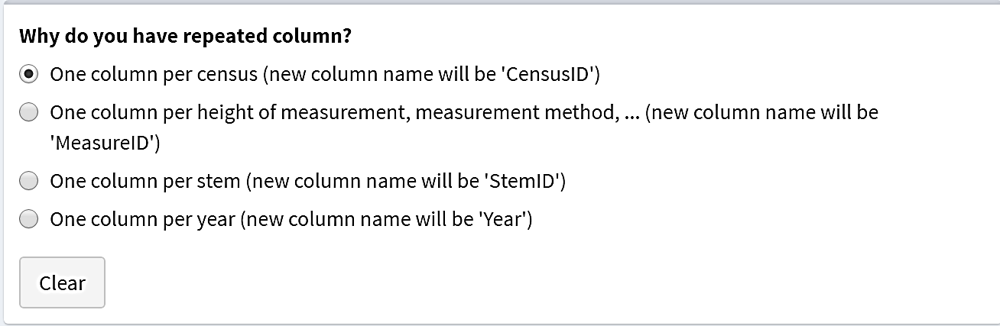 Why do you have repeated column?
One column per census (new column name will be 'CensusID')
One column per height of measurement, measurement method, ... (new column name will be
'MeasureID')
One column per stem (new column name will be 'StemID')
One column per year (new column name will be 'Year')
Clear